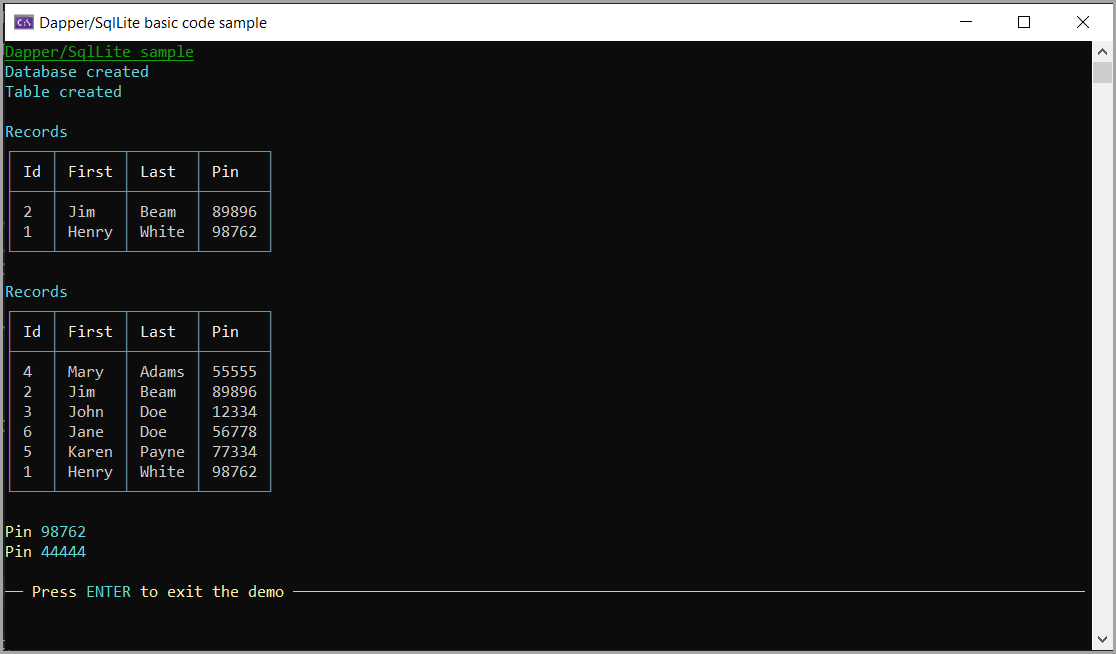 Dapper/SqlLite basic code sample
Dapper/SqlLite sample
Database created
Table created
Records
Id First Last Pin
2 Jim Beam 89896
1 Henry White 98762
Records
Id First Last Pin
4 Mary Adams 55555
2 Jim Beam 89896
3 John Doe 12334
6 Jane Doe 56778
5 Karen Payne 77334
1 Henry White 98762
Pin 98762
Pin 44444
Press ENTER to exit the demo